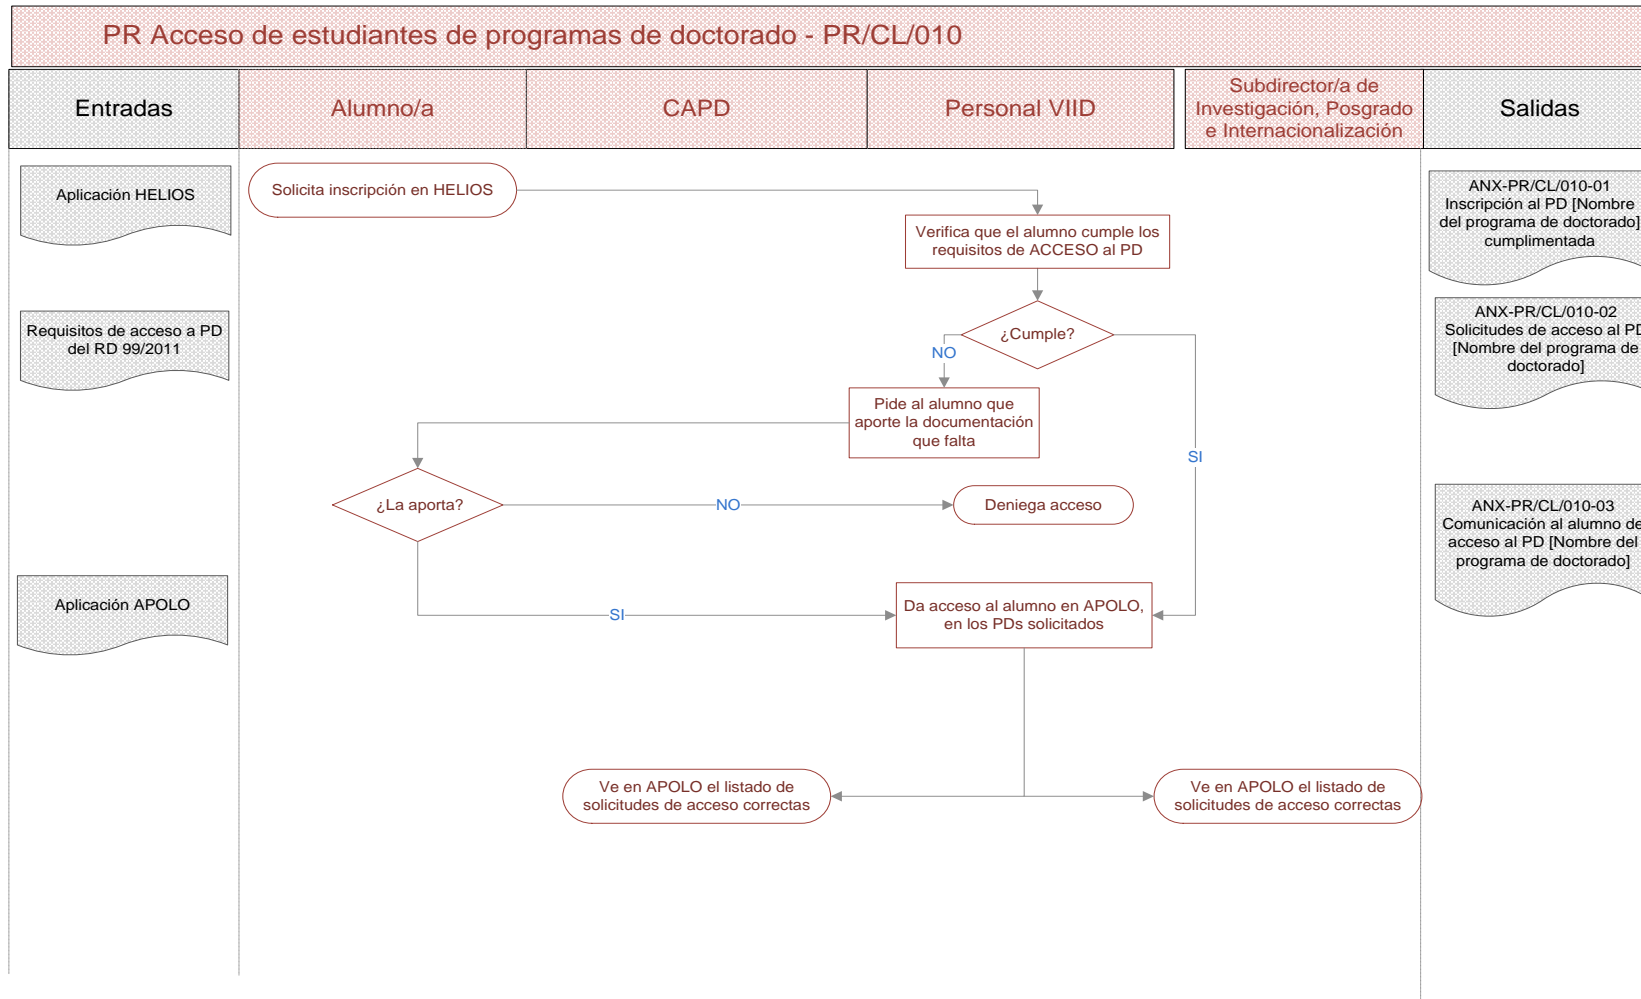 PR Acceso de estudiantes de programas de doctorado - PR/CL/010
Entradas
Alumno/a
CAPD
Personal VIID
Subdirector/a de
Investigación, Posgrado
e Internacionalización
Salidas
Aplicación HELIOS
Solicita inscripción en HELIOS
ANX-PR/CL/010-01
Inscripción al PD [Nombre
del programa de doctorado]
cumplimentada
Verifica que el alumno cumple los
requisitos de ACCESO al PD
Requisitos de acceso a PD
del RD 99/2011
¿Cumple?
ANX-PR/CL/010-02
Solicitudes de acceso al PD
[Nombre del programa de
doctorado]
NO
Pide al alumno que
aporte la documentación
que falta
SI
¿La aporta?
NO
Deniega acceso
ANX-PR/CL/010-03
Comunicación al alumno de
acceso al PD [Nombre del
programa de doctorado]
Aplicación APOLO
SI
Da acceso al alumno en APOLO,
en los PDs solicitados
Ve en APOLO el listado de
solicitudes de acceso correctas
Ve en APOLO el listado de
solicitudes de acceso correctas